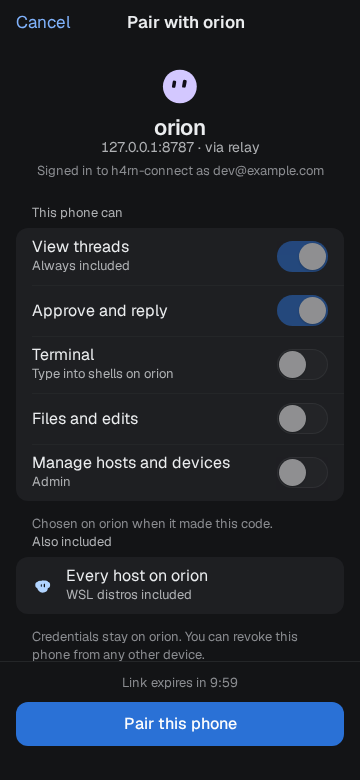 Cancel
Pair with orion
orion
127.0.0.1:8787 · via relay
Signed in to h4rn-connect as dev@example.com
This phone can
View threads
Always included
Approve and reply
Terminal
Type into shells on orion
Files and edits
Manage hosts and devices
Admin
Chosen on orion when it made this code.
Also included
Every host on orion
WSL distros included
Credentials stay on orion. You can revoke this
phone from any other device.
Link expires in 9:59
Pair this phone